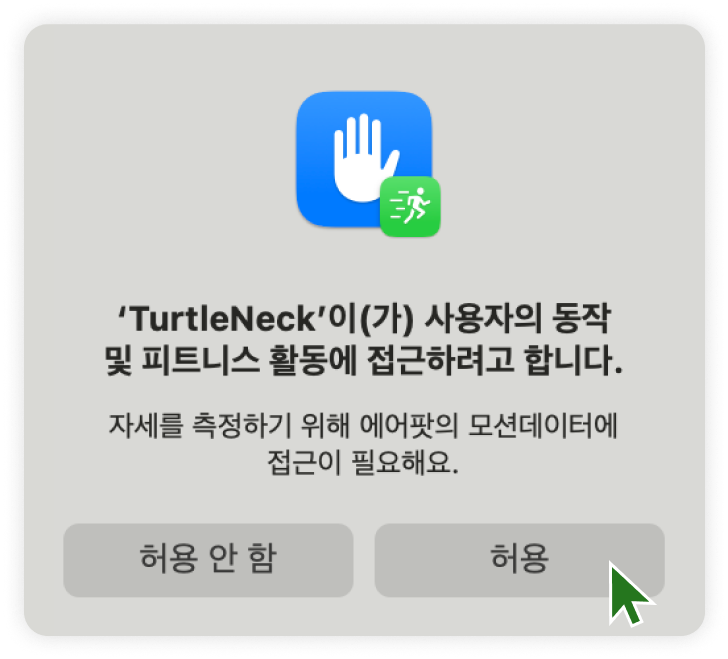 ‘TurtleNeck’이(가) 사용자의 동작
및 피트니스 활동에 접근하려고 합니다.
자세를 측정하기 위해 에어팟의 모션데이터에
접근이 필요해요.
허용 안 함
허용